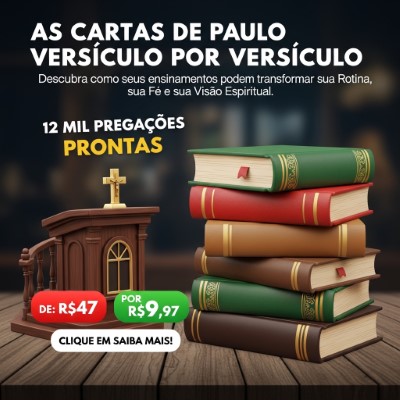 AS CARTAS DE PAULO
VERSÍCULO POR VERSÍCULO
Descubra como seus ensinamentos podem transformar sua Rotina,
sua Fé e sua Visão Espiritual.
12 MIL PREGAÇÕES
PRONTAS
DE: R$47
POR
R$9,97
CLIQUE EM SAIBA MAIS!